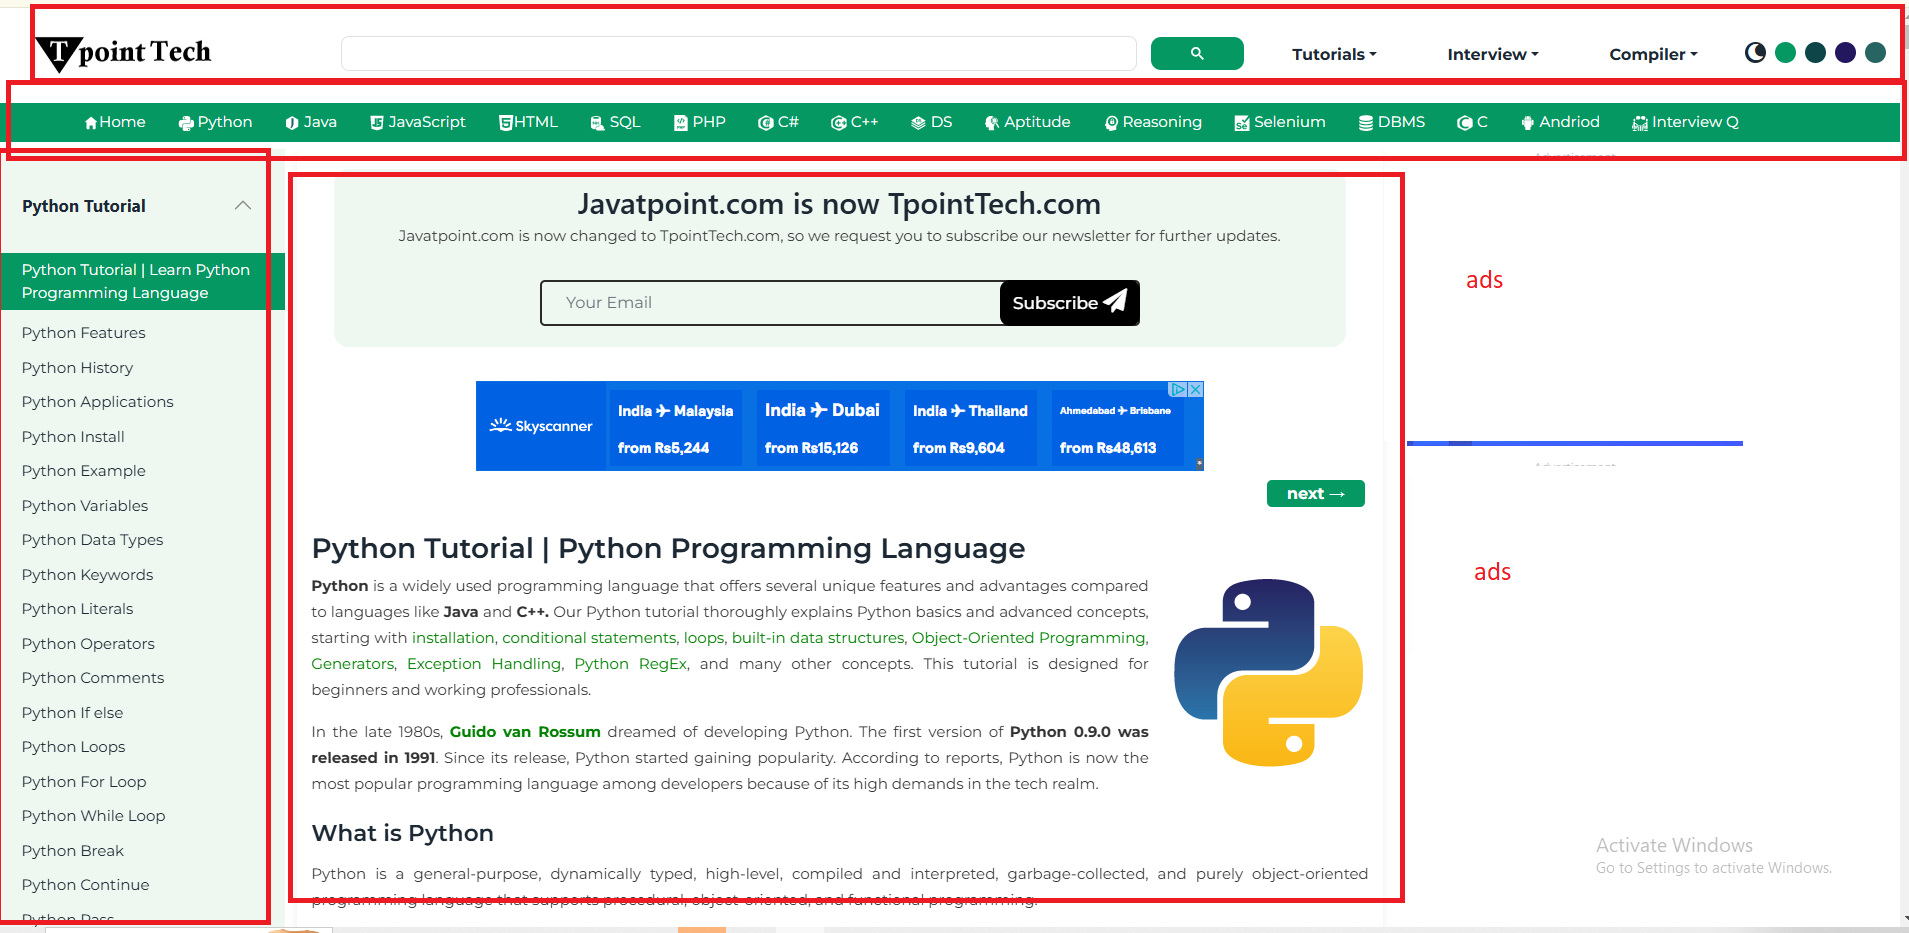 Tpoint Tech
Tutorials
Interview
Compiler
Home Python Java JavaScript HTML SQL PHP C# C++ DS Aptitude Reasoning Selenium DBMS C Andriod Interview Q
Python Tutorial
Python Tutorial | Learn Python
Programming Language
Python Features
Python History
Python Applications
Python Install
Python Example
Python Variables
Python Data Types
Python Keywords
Python Literals
Python Operators
Python Comments
Python If else
Python Loops
Python For Loop
Python While Loop
Python Break
Python Continue
Python Pass
Javatpoint.com is now TpointTech.com
Javatpoint.com is now changed to TpointTech.com, so we request you to subscribe our newsletter for further updates.
Your Email
Subscribe
Skyscanner
India Malaysia
from Rs5,244
India Dubai
from Rs15,126
India Thailand
from Rs9,604
Ahmedabad Brisbane
from Rs48,613
next →
Python Tutorial | Python Programming Language
Python is a widely used programming language that offers several unique features and advantages compared
to languages like Java and C++. Our Python tutorial thoroughly explains Python basics and advanced concepts,
starting with installation, conditional statements, loops, built-in data structures, Object-Oriented Programming,
Generators, Exception Handling, Python RegEx, and many other concepts. This tutorial is designed for
beginners and working professionals.
In the late 1980s, Guido van Rossum dreamed of developing Python. The first version of Python 0.9.0 was
released in 1991. Since its release, Python started gaining popularity. According to reports, Python is now the
most popular programming language among developers because of its high demands in the tech realm.
What is Python
Python is a general-purpose, dynamically typed, high-level, compiled and interpreted, garbage-collected, and purely object-oriented
programming language that supports procedural, object-oriented, and functional programming.
Advertisement
ads
Advertisement
ads
Activate Windows
Go to Settings to activate Windows.